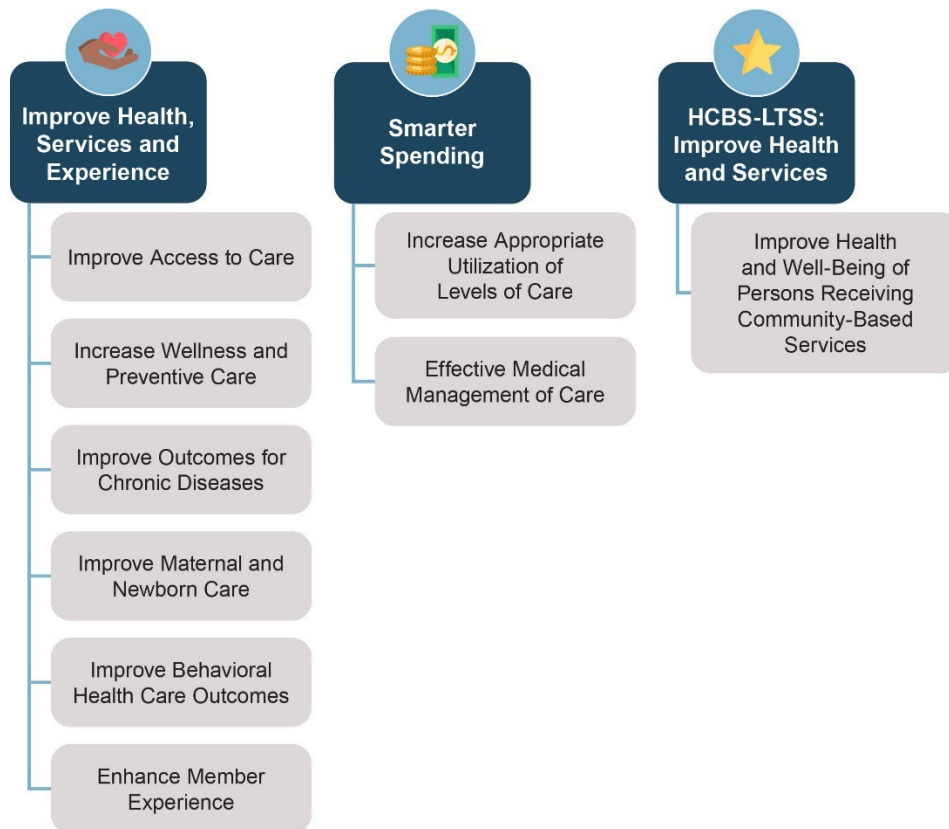 Improve Health,
Services and
Experience
Improve Access to Care
Increase Wellness and
Preventive Care
Improve Outcomes for
Chronic Diseases
Improve Maternal and
Newborn Care
Improve Behavioral
Health Care Outcomes
Enhance Member
Experience
Smarter
Spending
Increase Appropriate
Utilization of
Levels of Care
Effective Medical
Management of Care
HCBS-LTSS:
Improve Health
and Services
Improve Health
and Well-Being of
Persons Receiving
Community-Based
Services